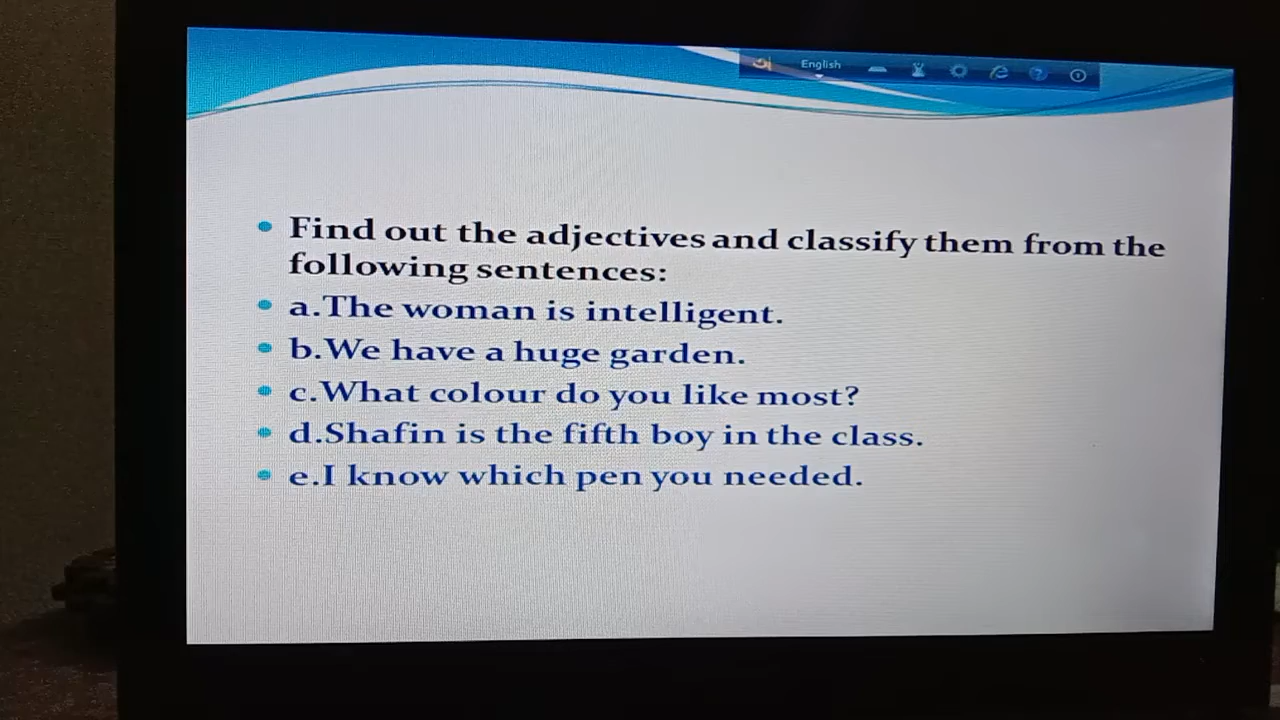 অ English
Find out the adjectives and classify them from the
following sentences:
a.The woman is intelligent.
b.We have a huge garden.
c.What colour do you like most?
d.Shafin is the fifth boy in the class.
e.I know which pen you needed.